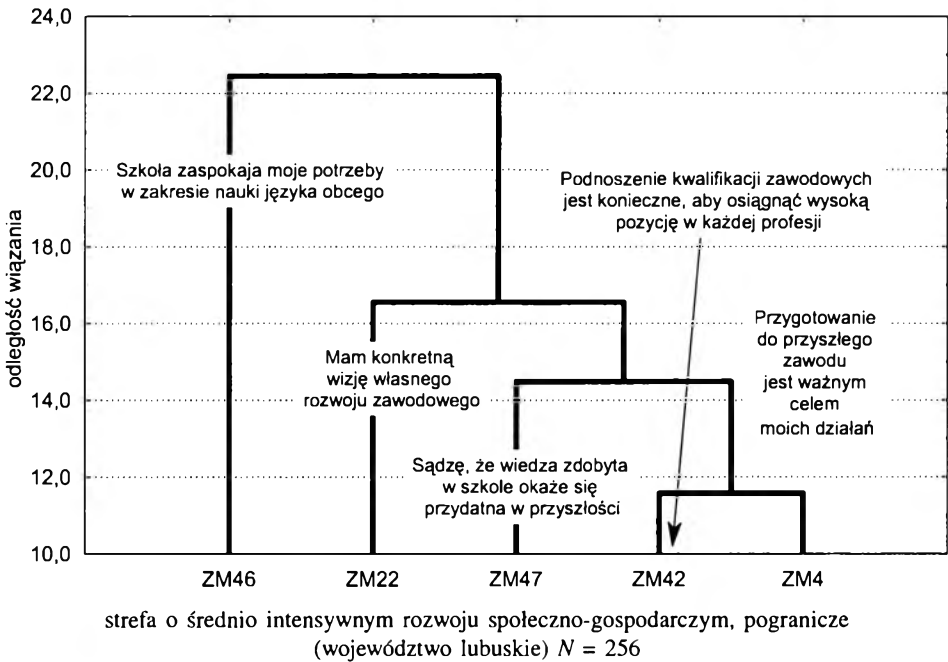 24,0
22,0
20,0
18,0
16,0
14,0
12,0
10,0
odległość wiązania
Szkoła zaspokaja moje potrzeby
w zakresie nauki języka obcego
Podnoszenie kwalifikacji zawodowych
jest konieczne, aby osiągnąć wysoką
pozycję w każdej profesji
Mam konkretną
wizję własnego
rozwoju zawodowego
Przygotowanie
do przyszłego
zawodu
jest ważnym
celem
moich działań
Sądzę, że wiedza zdobyta
w szkole okaże się
przydatna w przyszłości
ZM46 ZM22 ZM47 ZM42 ZM4
strefa o średnio intensywnym rozwoju społeczno-gospodarczym, pogranicze
(województwo lubuskie) N = 256